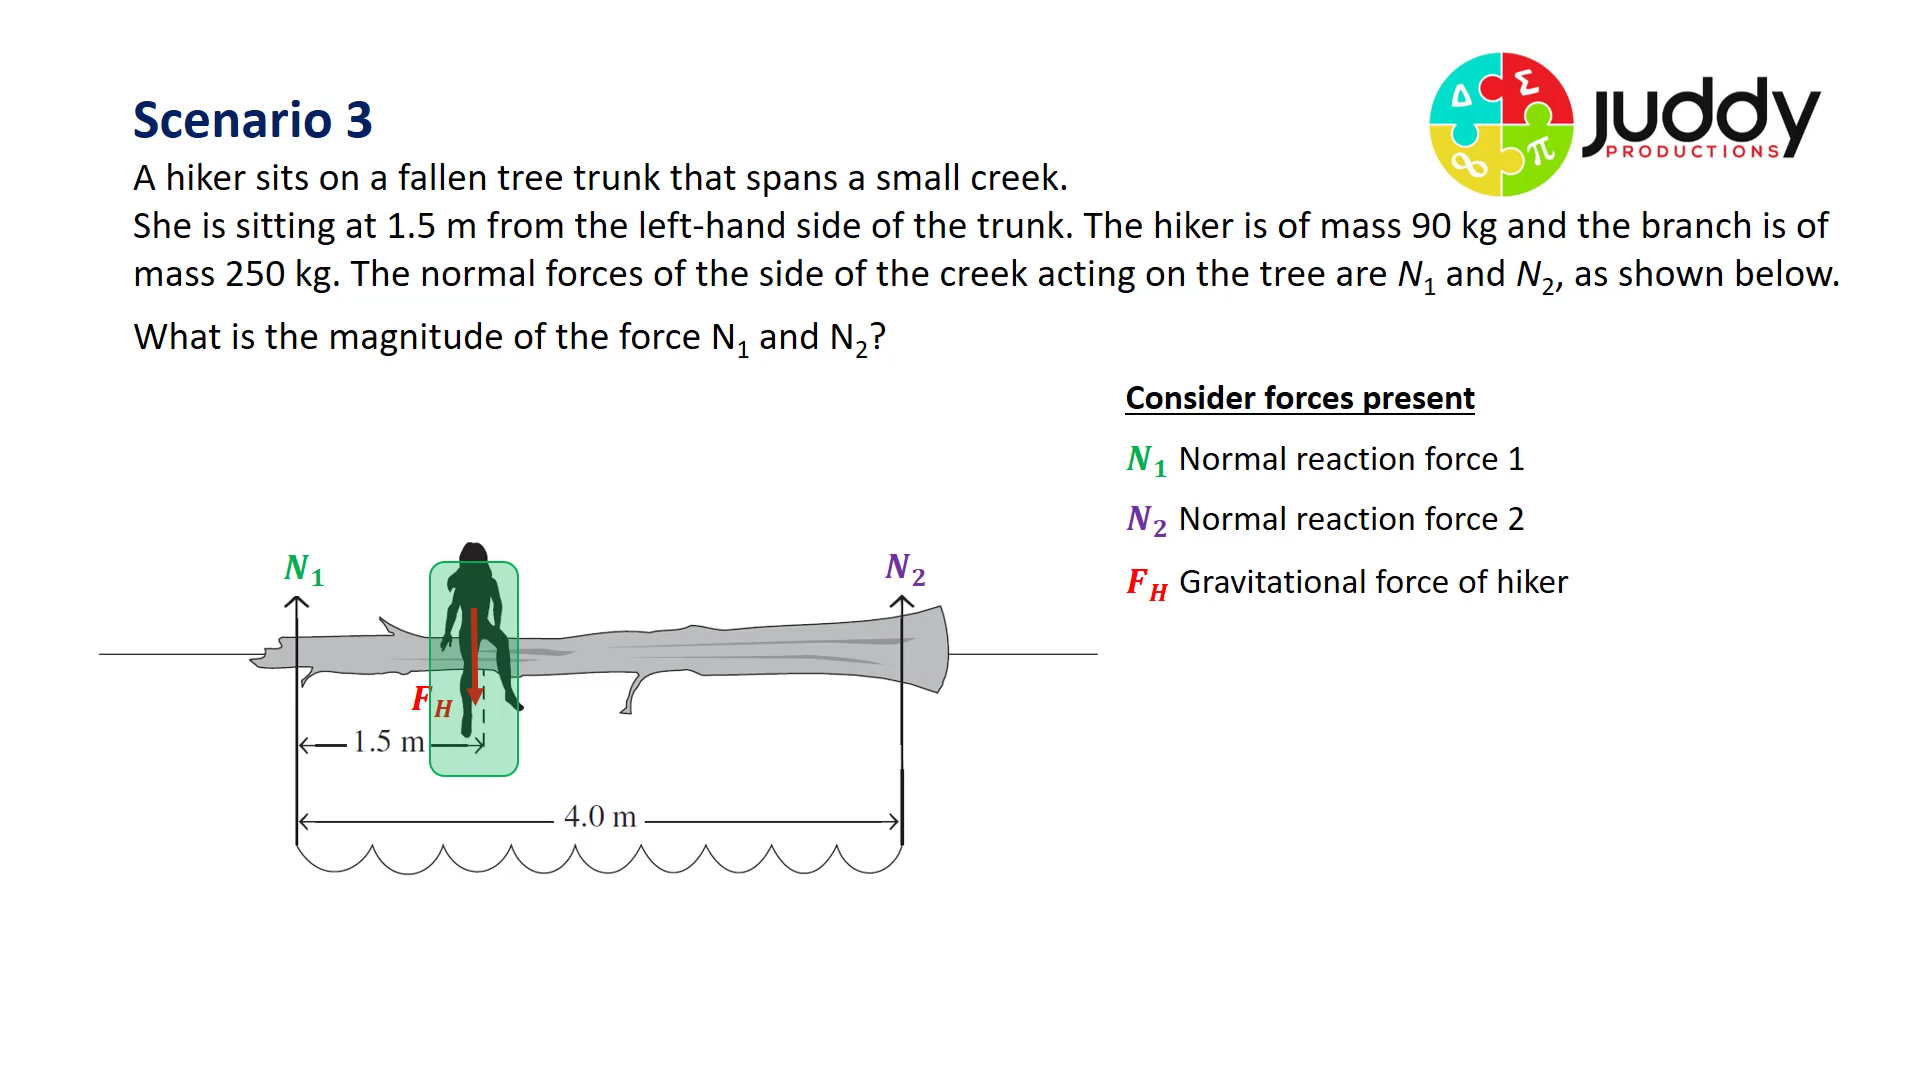 Scenario 3
A hiker sits on a fallen tree trunk that spans a small creek.
She is sitting at 1.5 m from the left-hand side of the trunk. The hiker is of mass 90 kg and the branch is of
mass 250 kg. The normal forces of the side of the creek acting on the tree are N₁ and N₂, as shown below.
What is the magnitude of the force N₁ and N₂?
Δ Σ
∞ π
juddy
PRODUCTIONS
Consider forces present
N₁ Normal reaction force 1
N₂ Normal reaction force 2
F_H Gravitational force of hiker
N₁
N₂
F_H
1.5 m
4.0 m